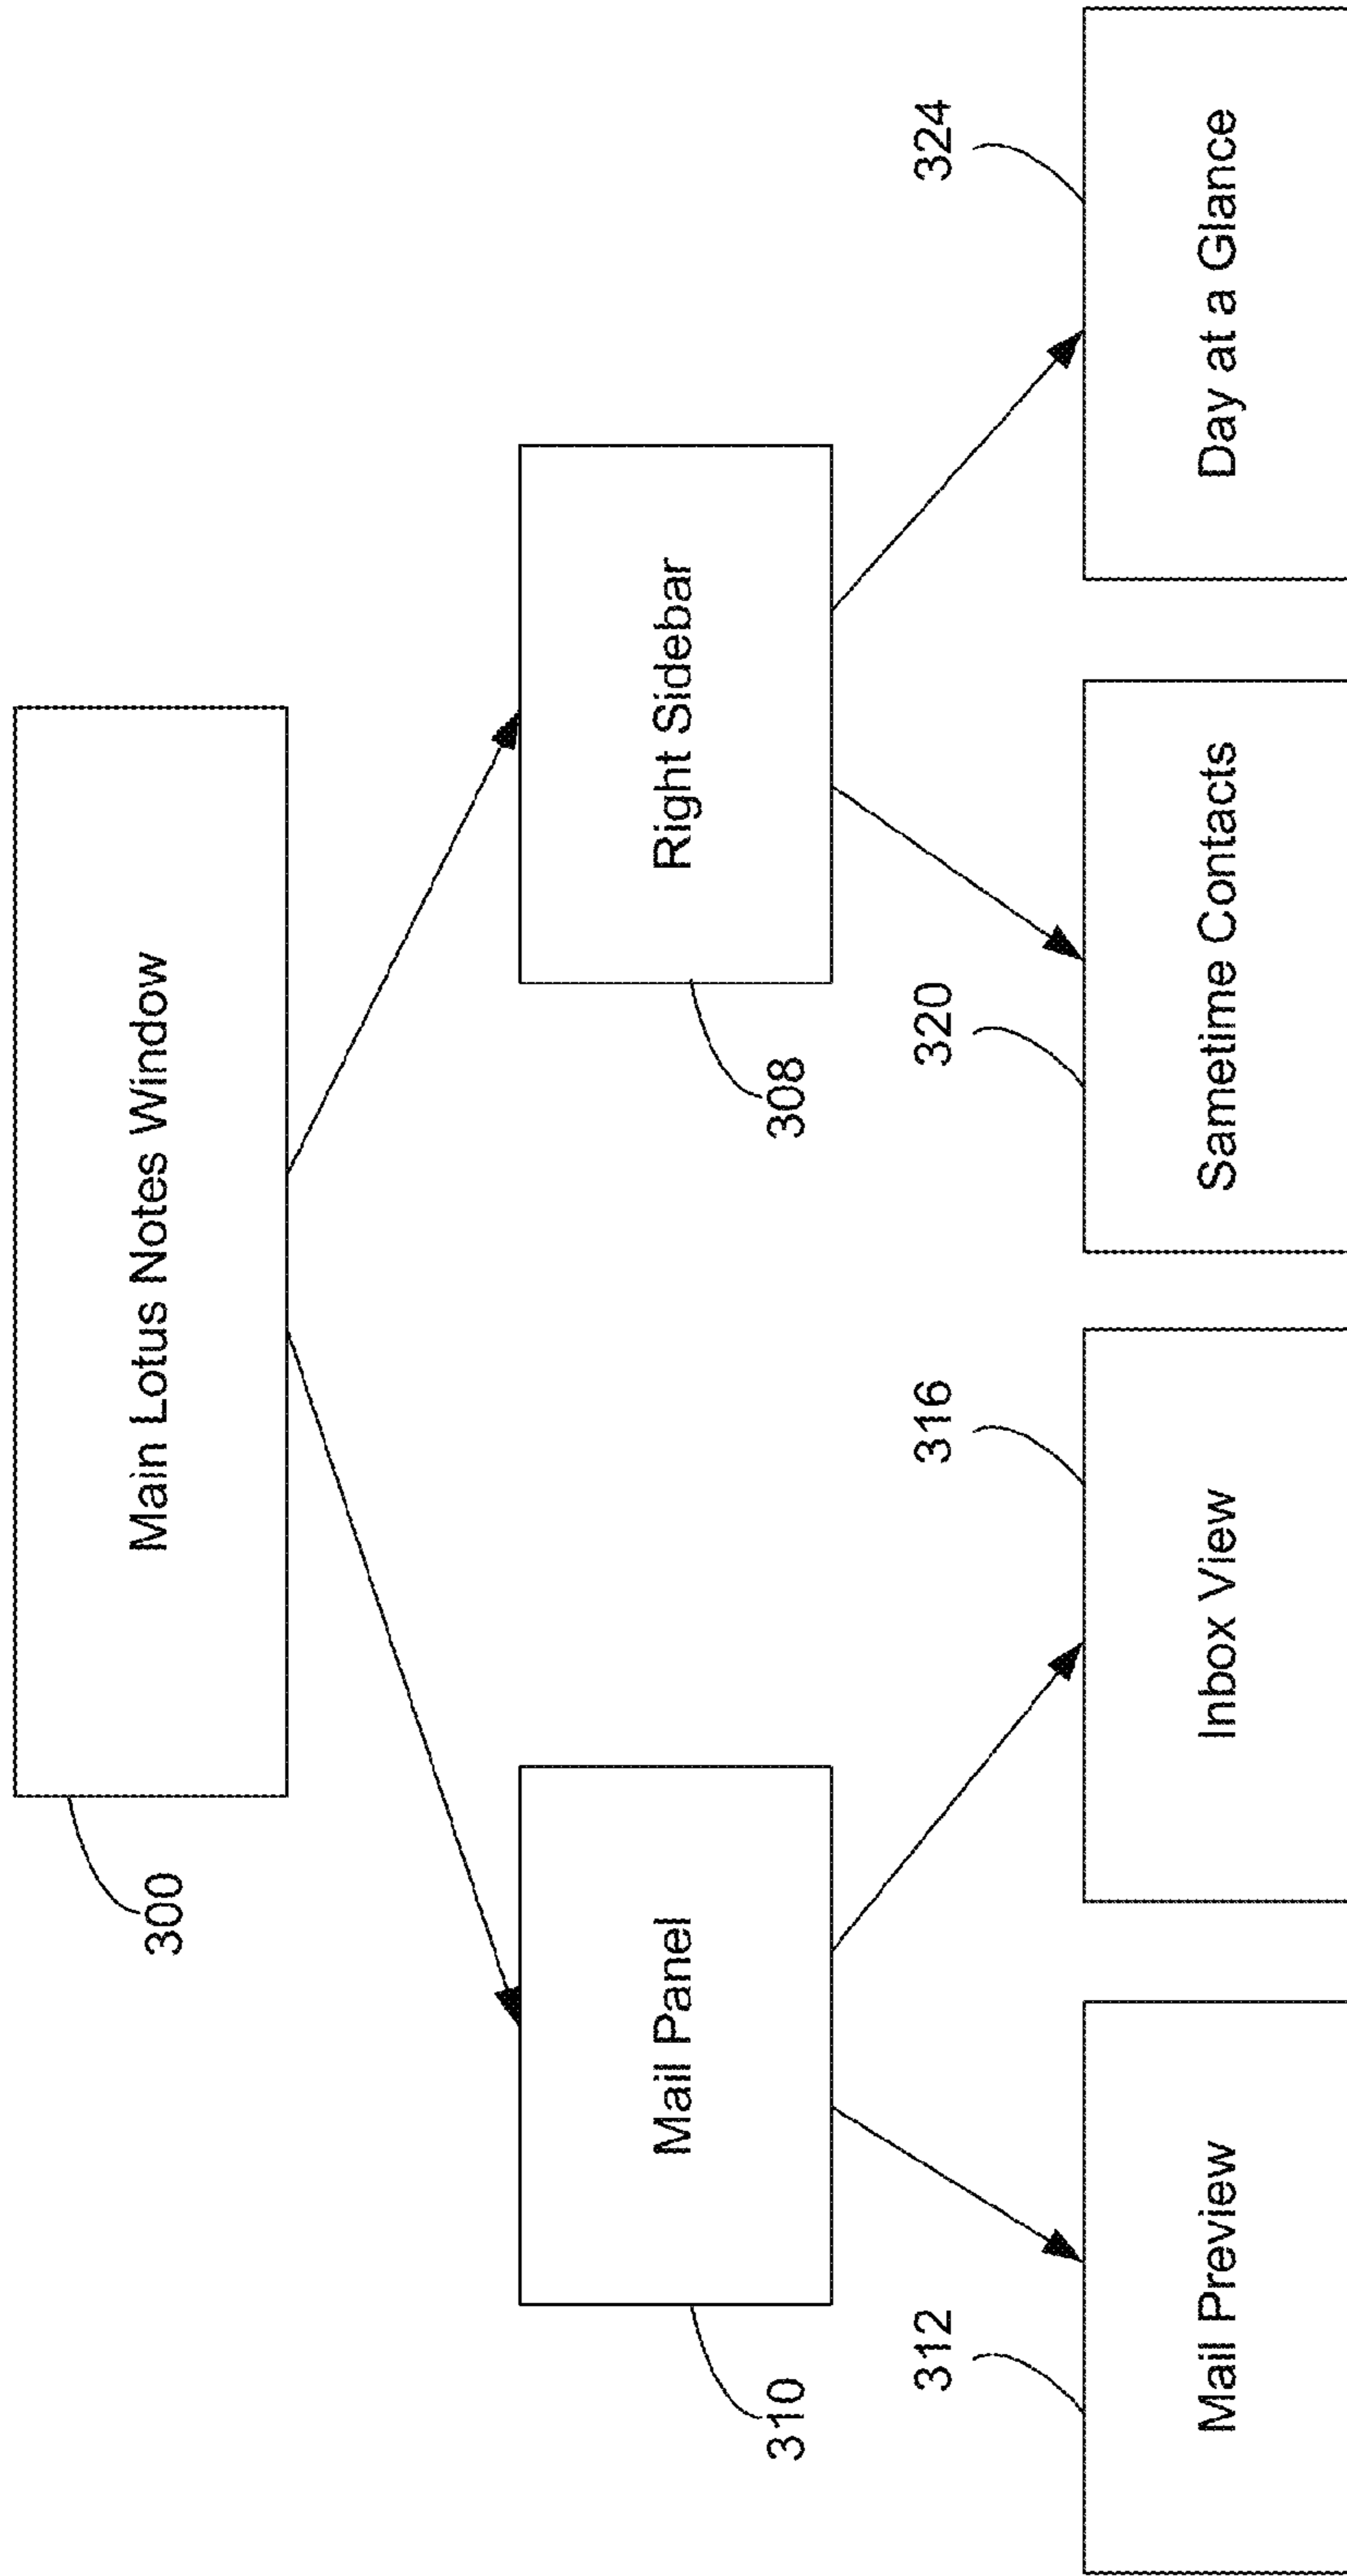 Main Lotus Notes Window
300
Mail Panel
310
Right Sidebar
308
312
316
320
324
Mail Preview
Inbox View
Sametime Contacts
Day at a Glance